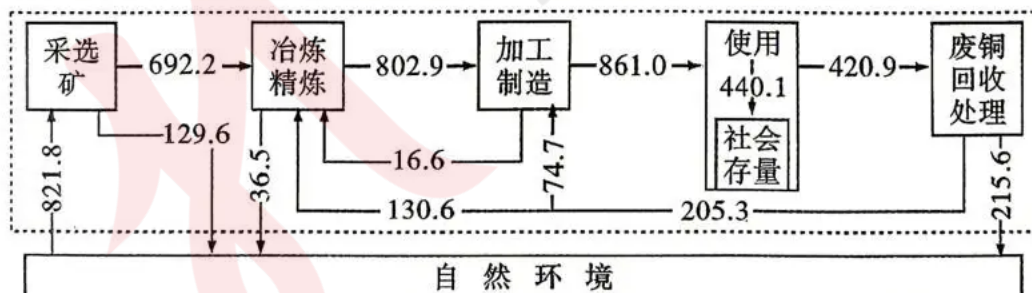 采选
矿
692.2
冶炼
精炼
802.9
加工
制造
861.0
使用
440.1
社会
存量
420.9
废铜
回收
处理
821.8
129.6
36.5
16.6
74.7
130.6
205.3
215.6
自然环境